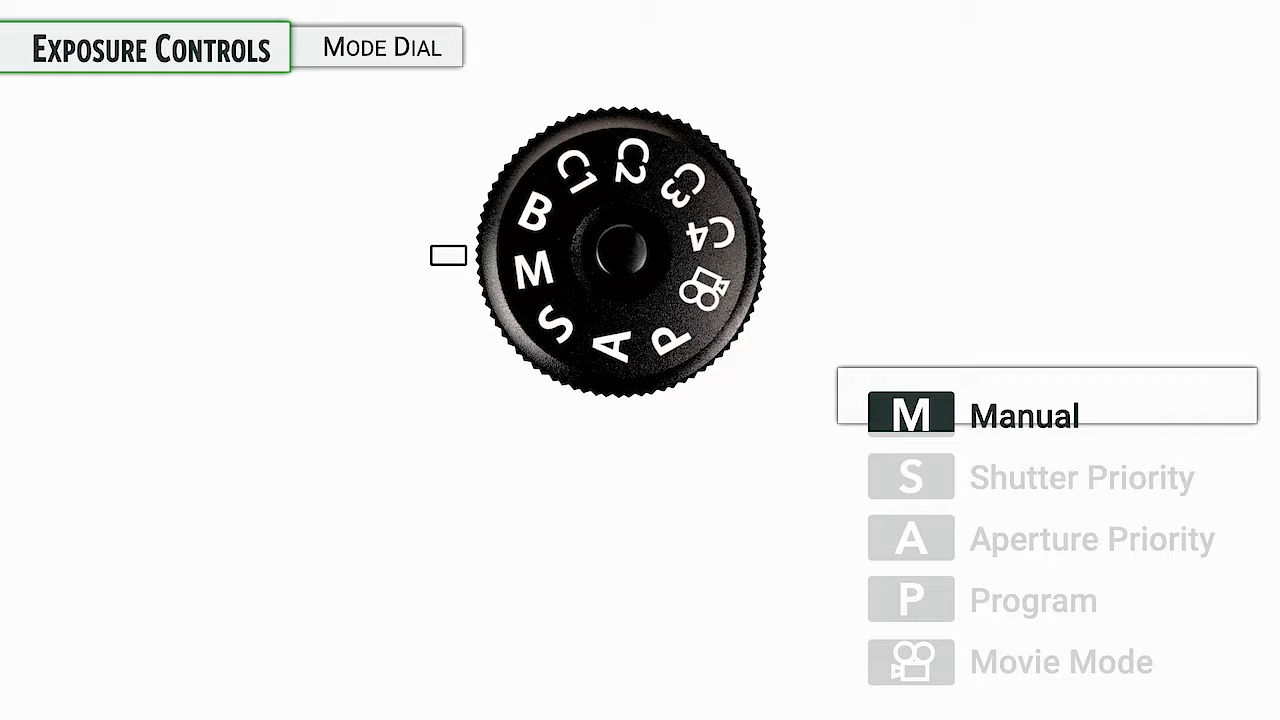 EXPOSURE CONTROLS
MODE DIAL
C1
C2
C3
C4
B
M
S
A
P
M Manual
S Shutter Priority
A Aperture Priority
P Program
Movie Mode